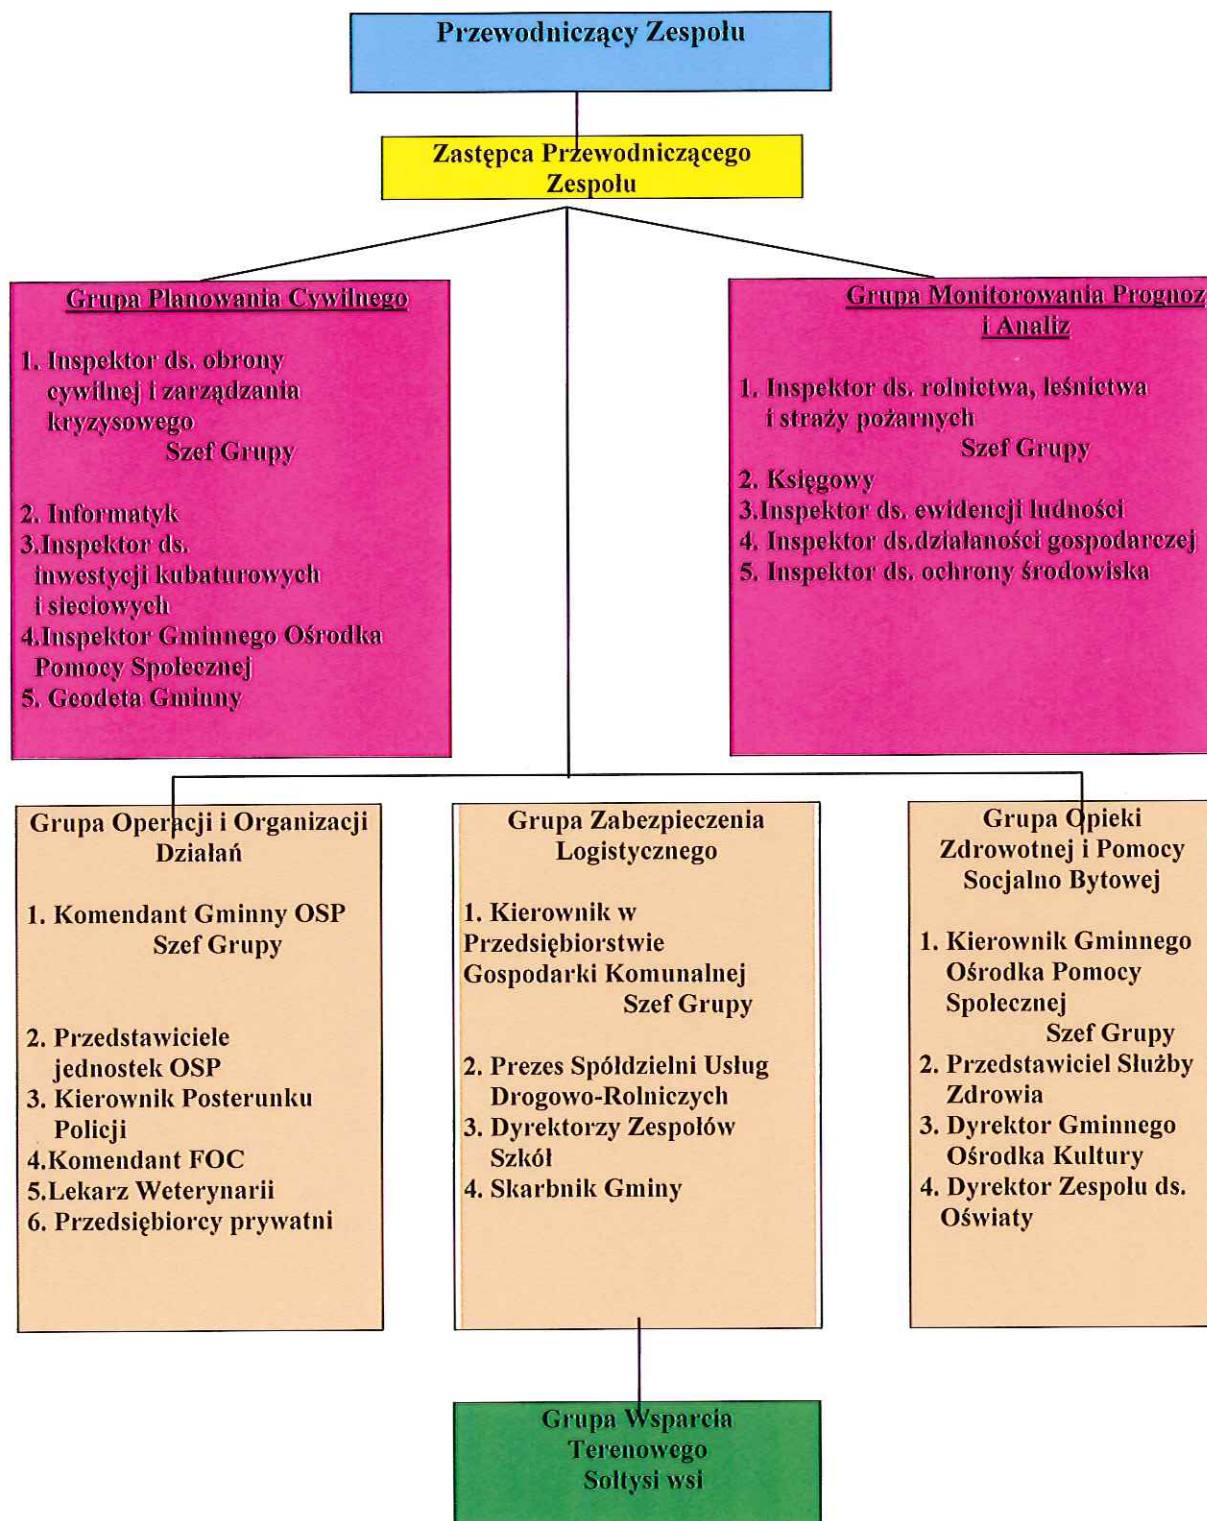 Przewodniczący Zespołu
Zastępca Przewodniczącego
Zespołu
Grupa Planowania Cywilnego
1. Inspektor ds. obrony
cywilnej i zarządzania
kryzysowego
Szef Grupy
2. Informatyk
3.Inspektor ds.
inwestycji kubaturowych
i sieciowych
4.Inspektor Gminnego Ośrodka
Pomocy Społecznej
5. Geodeta Gminny
Grupa Monitorowania Prognoz
i Analiz
1. Inspektor ds. rolnictwa, leśnictwa
i straży pożarnych
Szef Grupy
2. Księgowy
3.Inspektor ds. ewidencji ludności
4. Inspektor ds.działaności gospodarczej
5. Inspektor ds. ochrony środowiska
Grupa Operacji i Organizacji
Działań
1. Komendant Gminny OSP
Szef Grupy
2. Przedstawiciele
jednostek OSP
3. Kierownik Posterunku
Policji
4.Komendant FOC
5.Lekarz Weterynarii
6. Przedsiębiorcy prywatni
Grupa Zabezpieczenia
Logistycznego
1. Kierownik w
Przedsiębiorstwie
Gospodarki Komunalnej
Szef Grupy
2. Prezes Spółdzielni Usług
Drogowo-Rolniczych
3. Dyrektorzy Zespołów
Szkół
4. Skarbnik Gminy
Grupa Opieki
Zdrowotnej i Pomocy
Socjalno Bytowej
1. Kierownik Gminnego
Ośrodka Pomocy
Społecznej
Szef Grupy
2. Przedstawiciel Służby
Zdrowia
3. Dyrektor Gminnego
Ośrodka Kultury
4. Dyrektor Zespołu ds.
Oświaty
Grupa Wsparcia
Terenowego
Sołtysi wsi